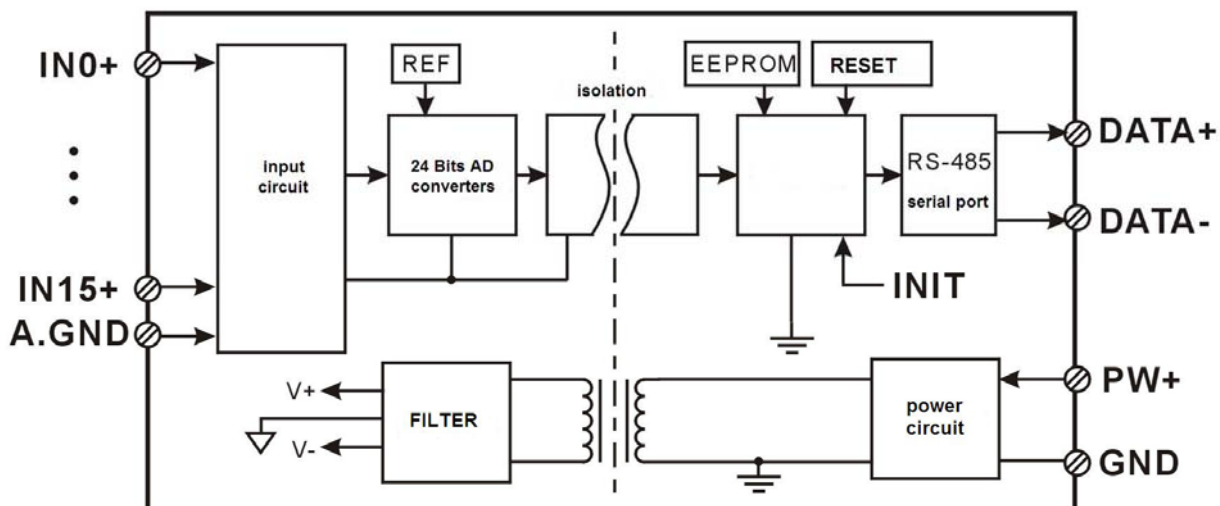 IN0+
IN15+
A.GND
input
circuit
REF
24 Bits AD
converters
isolation
EEPROM
RESET
RS-485
serial port
DATA+
DATA-
INIT
V+
V-
FILTER
power
circuit
PW+
GND